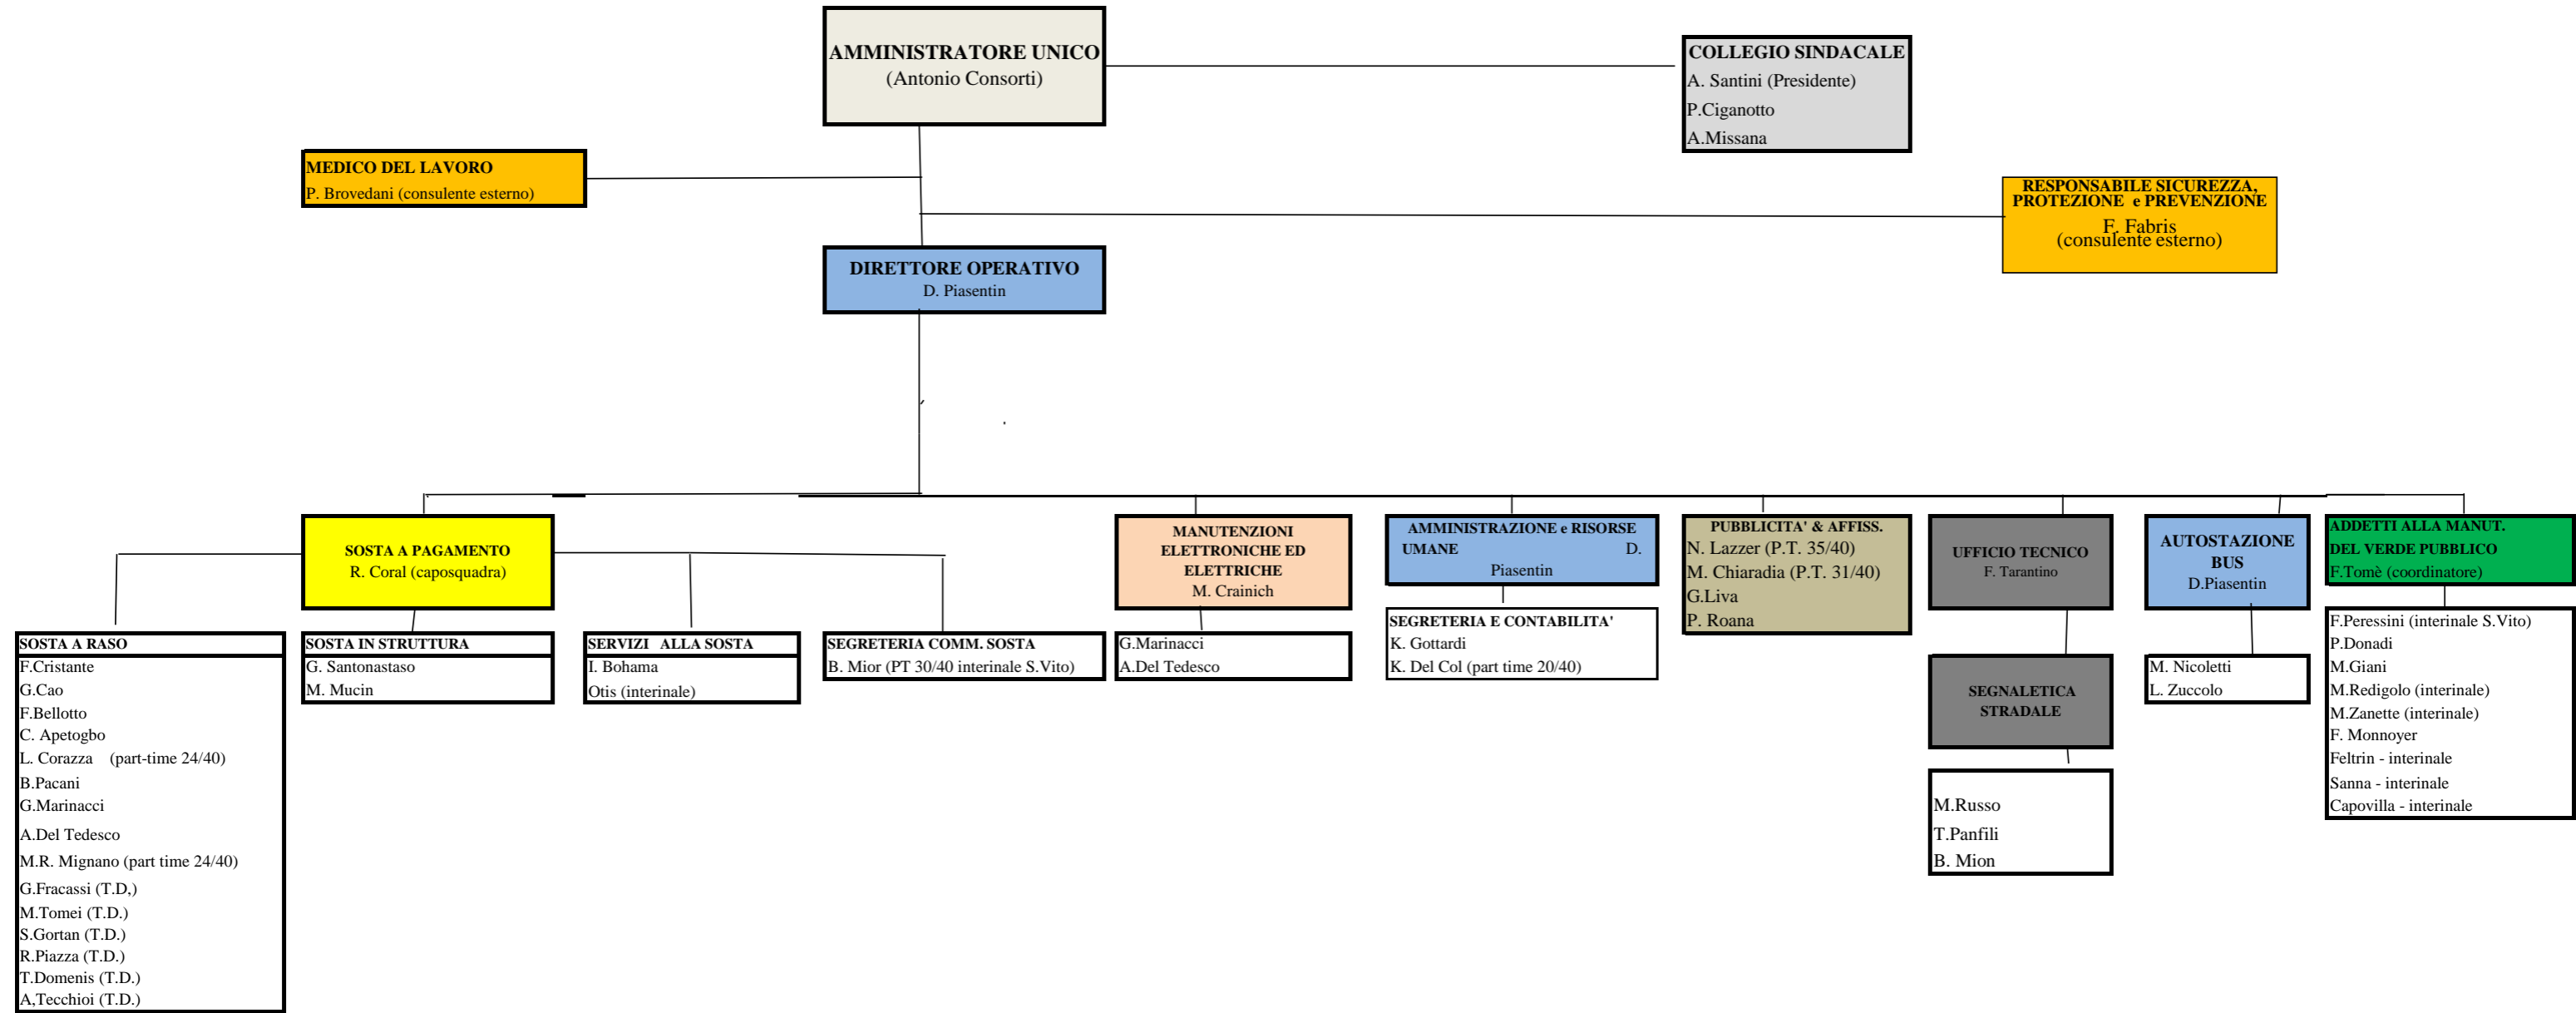 AMMINISTRATORE UNICO
(Antonio Consorti)
COLLEGIO SINDACALE
A. Santini (Presidente)
P.Ciganotto
A.Missana
MEDICO DEL LAVORO
P. Brovedani (consulente esterno)
RESPONSABILE SICUREZZA,
PROTEZIONE e PREVENZIONE
F. Fabris
(consulente esterno)
DIRETTORE OPERATIVO
D. Piasentin
SOSTA A PAGAMENTO
R. Coral (caposquadra)
MANUTENZIONI
ELETTRONICHE ED
ELETTRICHE
M. Crainich
AMMINISTRAZIONE e RISORSE
UMANE D.
Piasentin
PUBBLICITA' & AFFISS.
N. Lazzer (P.T. 35/40)
M. Chiaradia (P.T. 31/40)
G.Liva
P. Roana
UFFICIO TECNICO
F. Tarantino
AUTOSTAZIONE
BUS
D.Piasentin
ADDETTI ALLA MANUT.
DEL VERDE PUBBLICO
F.Tomè (coordinatore)
SOSTA A RASO
F.Cristante
G.Cao
F.Bellotto
C. Apetogbo
L. Corazza (part-time 24/40)
B.Pacani
G.Marinacci
A.Del Tedesco
M.R. Mignano (part time 24/40)
G.Fracassi (T.D,)
M.Tomei (T.D.)
S.Gortan (T.D.)
R.Piazza (T.D.)
T.Domenis (T.D.)
A,Tecchioi (T.D.)
SOSTA IN STRUTTURA
G. Santonastaso
M. Mucin
SERVIZI ALLA SOSTA
I. Bohama
Otis (interinale)
SEGRETERIA COMM. SOSTA
B. Mior (PT 30/40 interinale S.Vito)
G.Marinacci
A.Del Tedesco
SEGRETERIA E CONTABILITA'
K. Gottardi
K. Del Col (part time 20/40)
SEGNALETICA
STRADALE
M.Russo
T.Panfili
B. Mion
M. Nicoletti
L. Zuccolo
F.Peressini (interinale S.Vito)
P.Donadi
M.Giani
M.Redigolo (interinale)
M.Zanette (interinale)
F. Monnoyer
Feltrin - interinale
Sanna - interinale
Capovilla - interinale